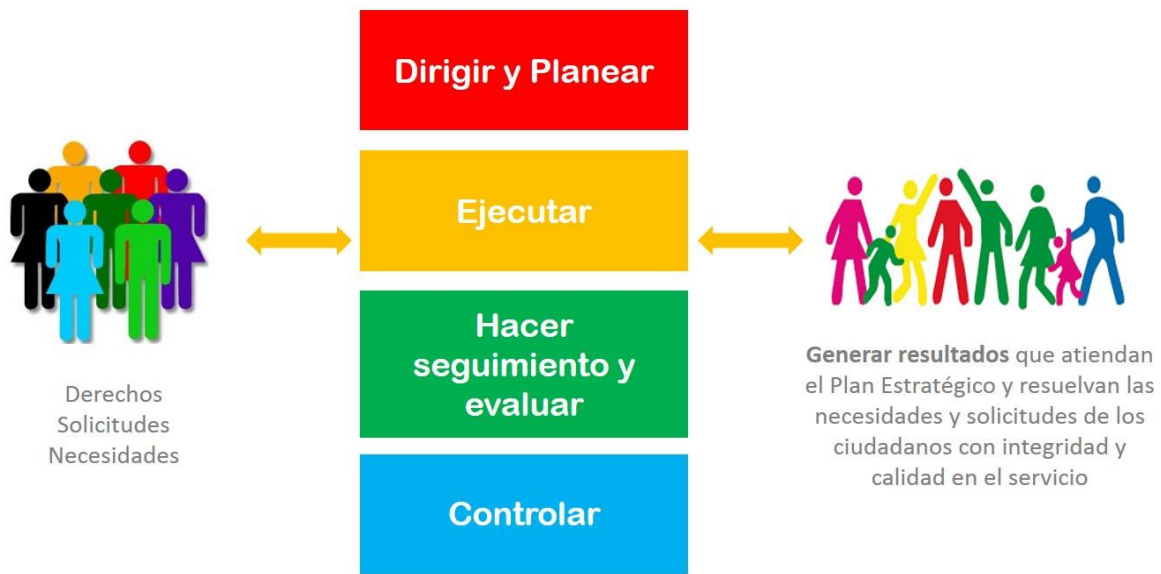 Dirigir y Planear
Ejecutar
Hacer
seguimiento y
evaluar
Controlar
Derechos
Solicitudes
Necesidades
Generar resultados que atiendan
el Plan Estratégico y resuelvan las
necesidades y solicitudes de los
ciudadanos con integridad y
calidad en el servicio